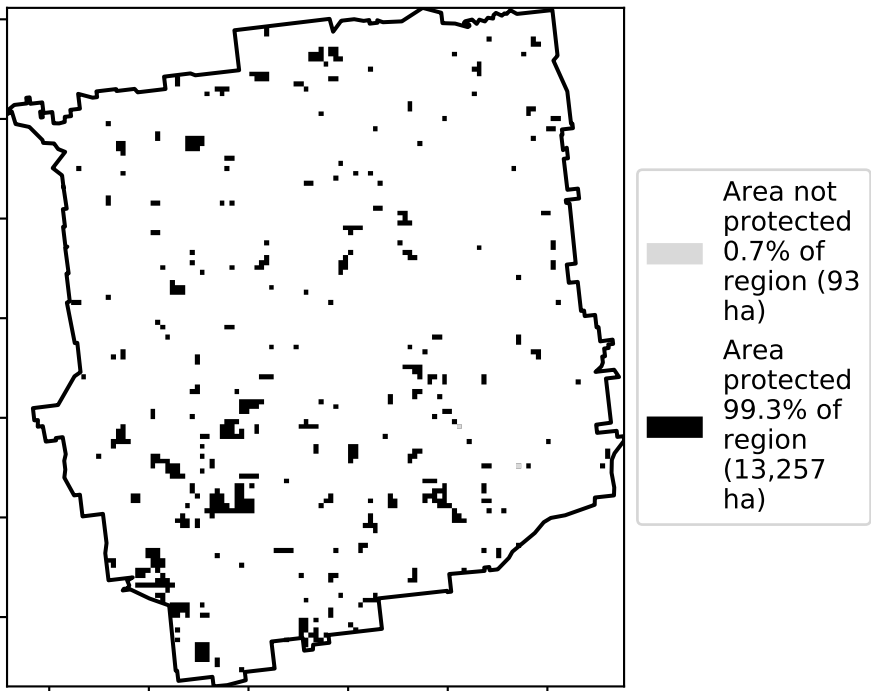 Area not
protected
0.7% of
region (93
ha)
Area
protected
99.3% of
region
(13,257
ha)